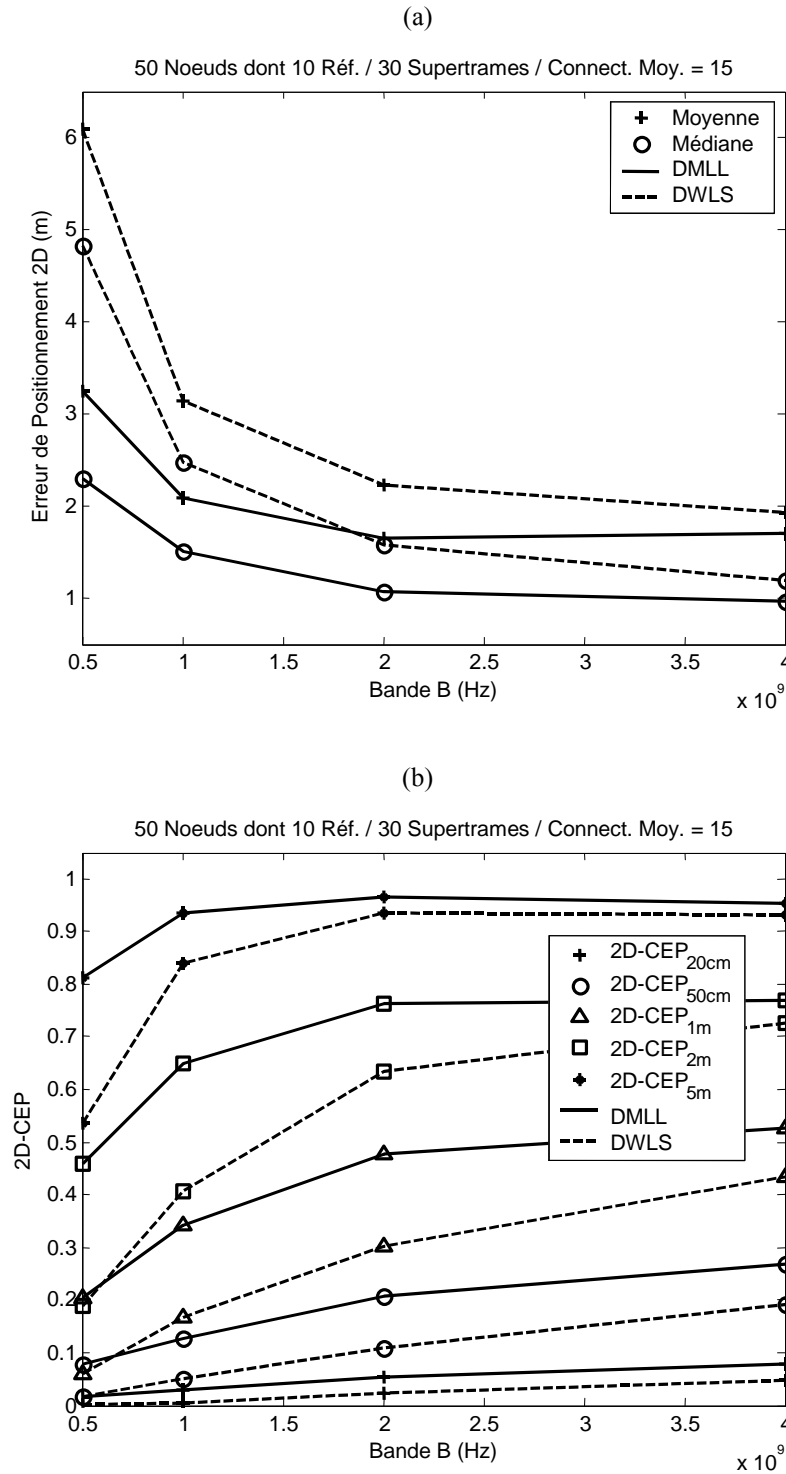 (a)
50 Noeuds dont 10 Réf. / 30 Supertrames / Connect. Moy. = 15
Moyenne
Médiane
DMLL
DWLS
Erreur de Positionnement 2D (m)
6
5
4
3
2
1
0.5 1 1.5 2 2.5 3 3.5 4
Bande B (Hz)
x 10⁹
(b)
50 Noeuds dont 10 Réf. / 30 Supertrames / Connect. Moy. = 15
2D-CEP
1
0.9
0.8
0.7
0.6
0.5
0.4
0.3
0.2
0.1
0
2D-CEP20cm
2D-CEP50cm
2D-CEP1m
2D-CEP2m
2D-CEP5m
DMLL
DWLS
0.5 1 1.5 2 2.5 3 3.5 4
Bande B (Hz)
x 10⁹